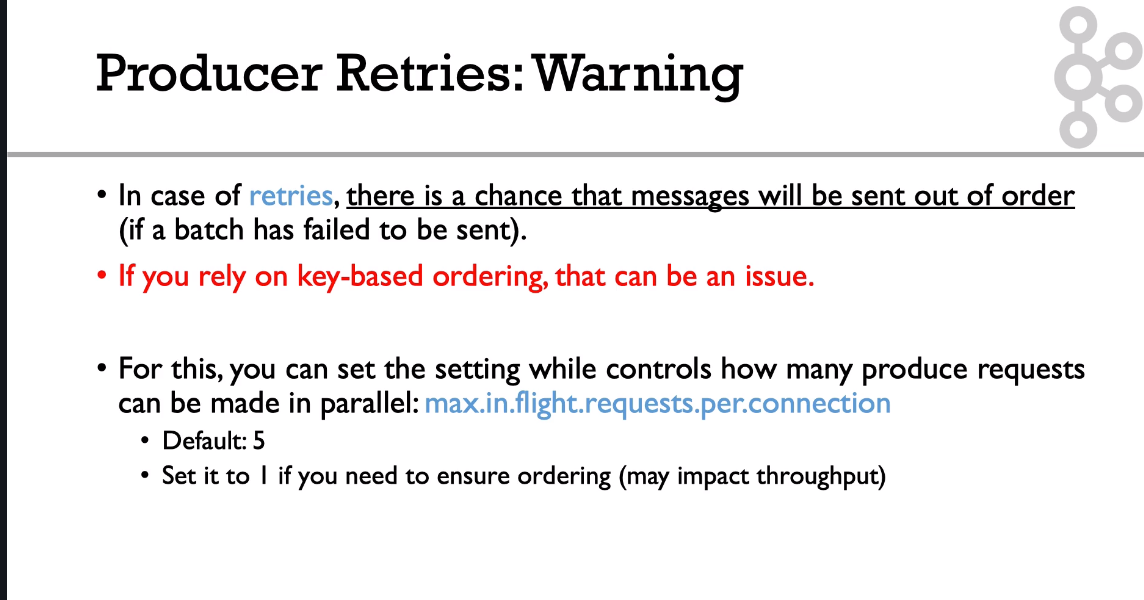 Producer Retries: Warning
• In case of retries, there is a chance that messages will be sent out of order
(if a batch has failed to be sent).
• If you rely on key-based ordering, that can be an issue.
• For this, you can set the setting while controls how many produce requests
can be made in parallel: max.in.flight.requests.per.connection
• Default: 5
• Set it to 1 if you need to ensure ordering (may impact throughput)